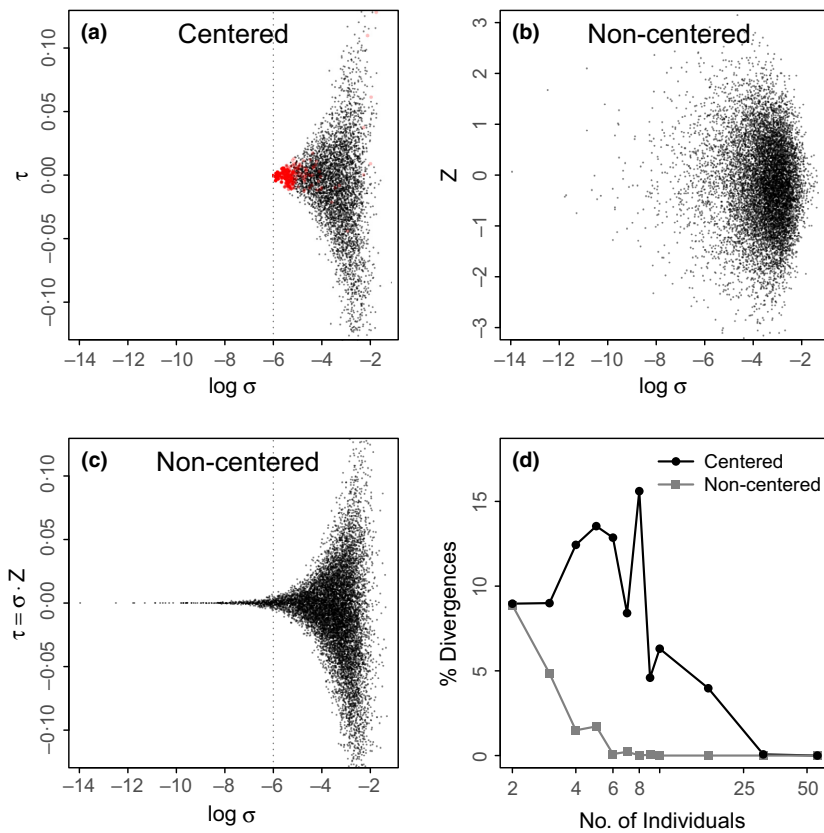 (a) Centered
0·10
0·05
0·00
−0·05
−0·10
τ
−14 −12 −10 −8 −6 −4 −2
log σ
(b) Non-centered
3
2
1
0
−1
−2
−3
Z
−14 −12 −10 −8 −6 −4 −2
log σ
(c) Non-centered
0·10
0·05
0·00
−0·05
−0·10
τ = σ · Z
−14 −12 −10 −8 −6 −4 −2
log σ
(d)
Centered
Non-centered
15
10
5
0
% Divergences
2 4 6 8 25 50
No. of Individuals